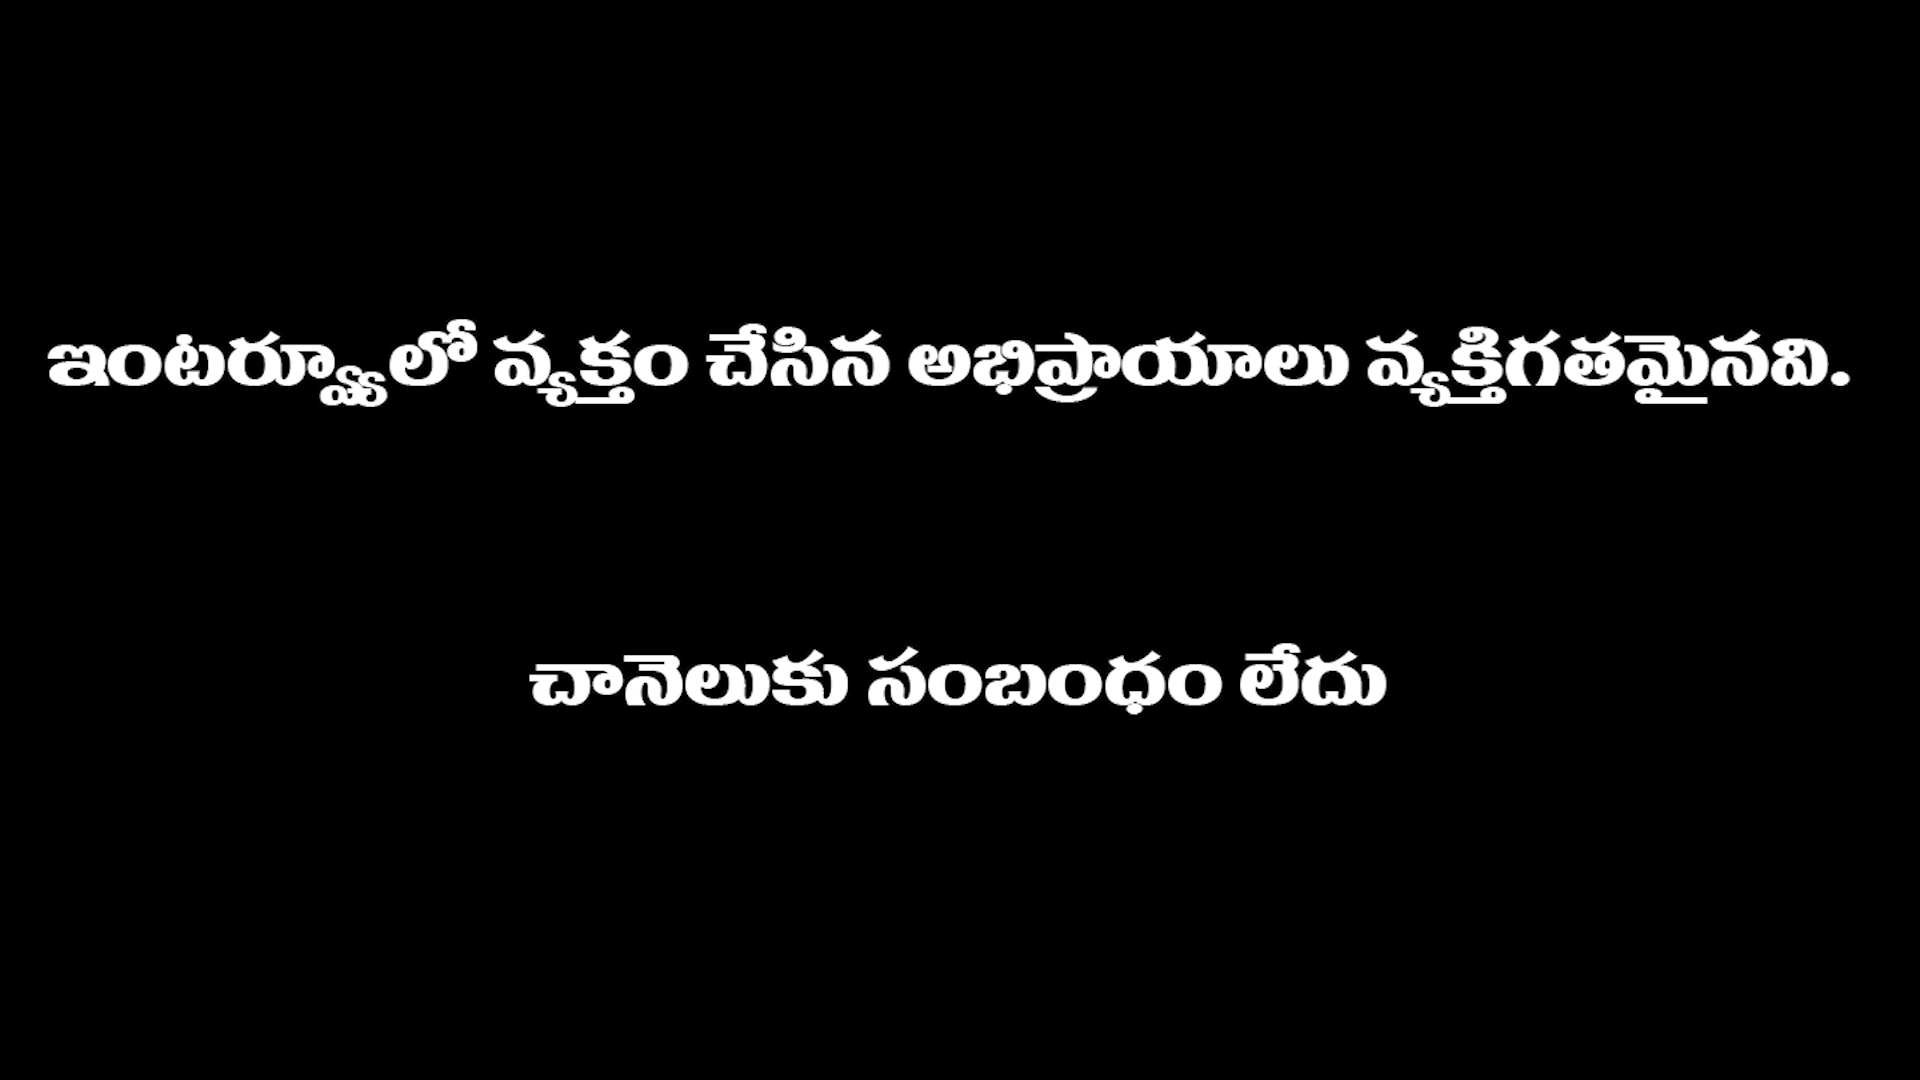 ఇంటర్వ్యూలో వ్యక్తం చేసిన అభిప్రాయాలు వ్యక్తిగతమైనవి.
చానెలుకు సంబంధం లేదు